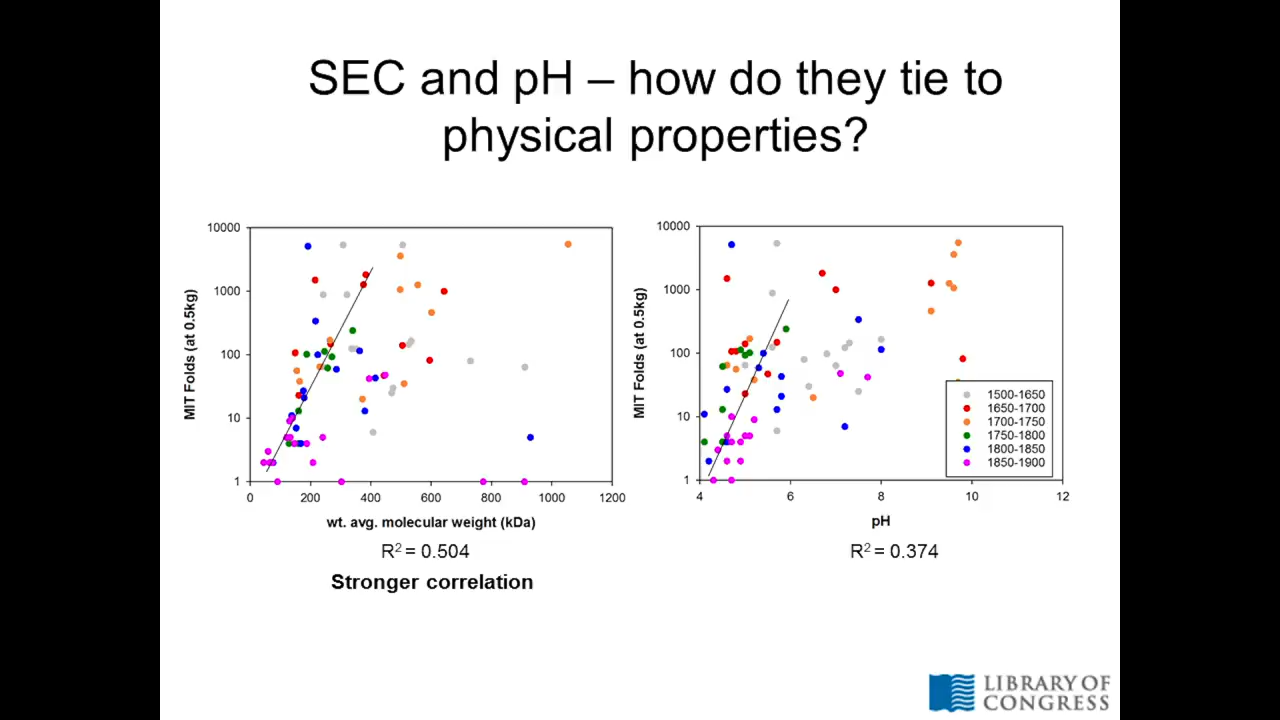 SEC and pH – how do they tie to
physical properties?
10000
1000
100
10
1
MIT Folds (at 0.5kg)
0 200 400 600 800 1000 1200
wt. avg. molecular weight (kDa)
R² = 0.504
Stronger correlation
10000
1000
100
10
1
MIT Folds (at 0.5kg)
4 6 8 10 12
pH
R² = 0.374
1500-1650
1650-1700
1700-1750
1750-1800
1800-1850
1850-1900
LIBRARY OF
CONGRESS